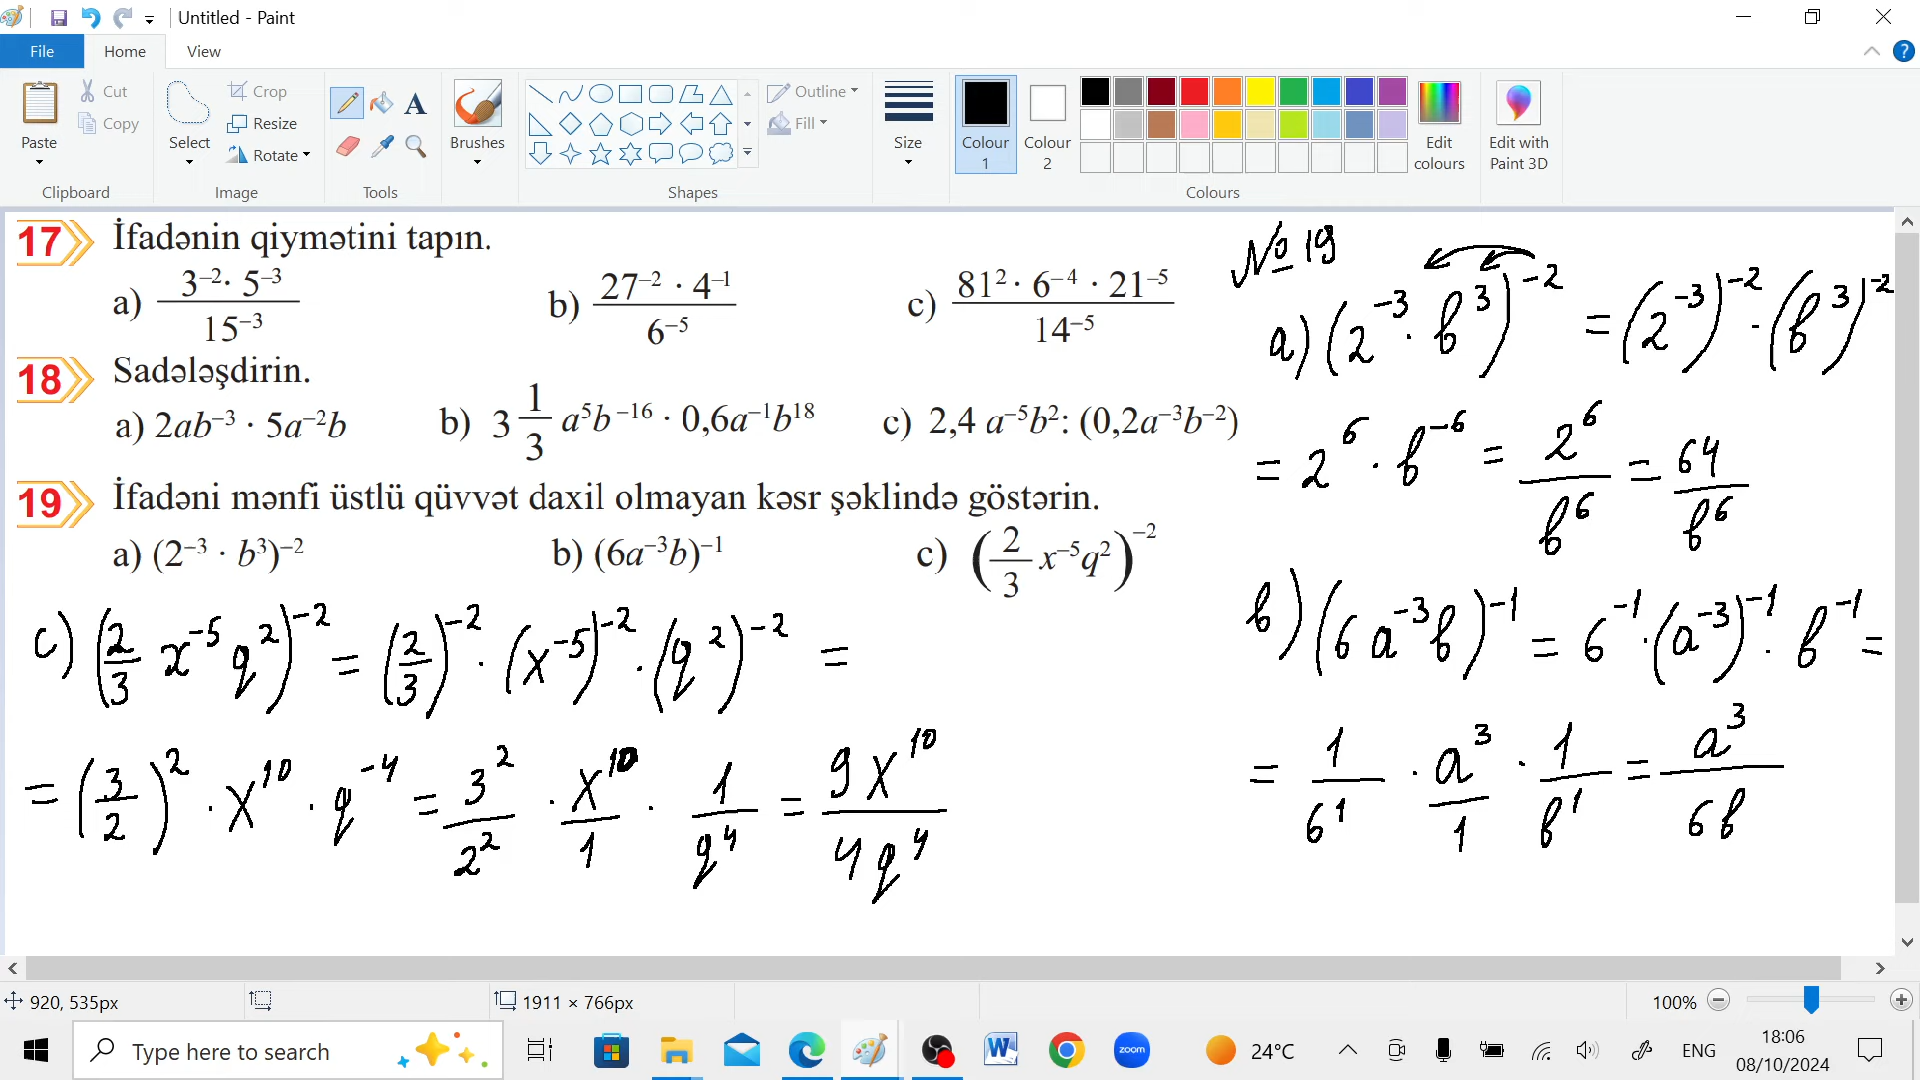 Untitled - Paint
File Home View
Paste
Cut
Copy
Clipboard
Select
Crop
Resize
Rotate
Image
Tools
Brushes
Shapes
Outline
Fill
Size
Colour 1
Colour 2
Colours
Edit colours
Edit with Paint 3D
17 İfadənin qiymətini tapın.
a) (3⁻² · 5⁻³)/15⁻³ b) (27⁻² · 4⁻¹)/6⁻⁵ c) (81² · 6⁻⁴ · 21⁻⁵)/14⁻⁵
18 Sadələşdirin.
a) 2ab⁻³ · 5a⁻²b b) 3 1/3 a⁵b⁻¹⁶ · 0,6a⁻¹b¹⁸ c) 2,4 a⁻⁵b² : (0,2a⁻³b⁻²)
19 İfadəni mənfi üstlü qüvvət daxil olmayan kəsr şəklində göstərin.
a) (2⁻³ · b³)⁻² b) (6a⁻³b)⁻¹ c) (2/3 x⁻⁵q²)⁻²
c) (2/3 x⁻⁵ q²)⁻² = (2/3)⁻² · (x⁻⁵)⁻² · (q²)⁻² =
= (3/2)² · x¹⁰ · q⁻⁴ = 3²/2² · x¹⁰/1 · 1/q⁴ = 9x¹⁰/4q⁴
№ 19
a) (2⁻³ · b³)⁻² = (2⁻³)⁻² · (b³)⁻²
= 2⁶ · b⁻⁶ = 2⁶/b⁶ = 64/b⁶
b) (6a⁻³b)⁻¹ = 6⁻¹ · (a⁻³)⁻¹ · b⁻¹ =
= 1/6¹ · a³/1 · 1/b¹ = a³/6b
920, 535px 1911 × 766px 100%
Type here to search
W
zoom
24°C
ENG
18:06
08/10/2024